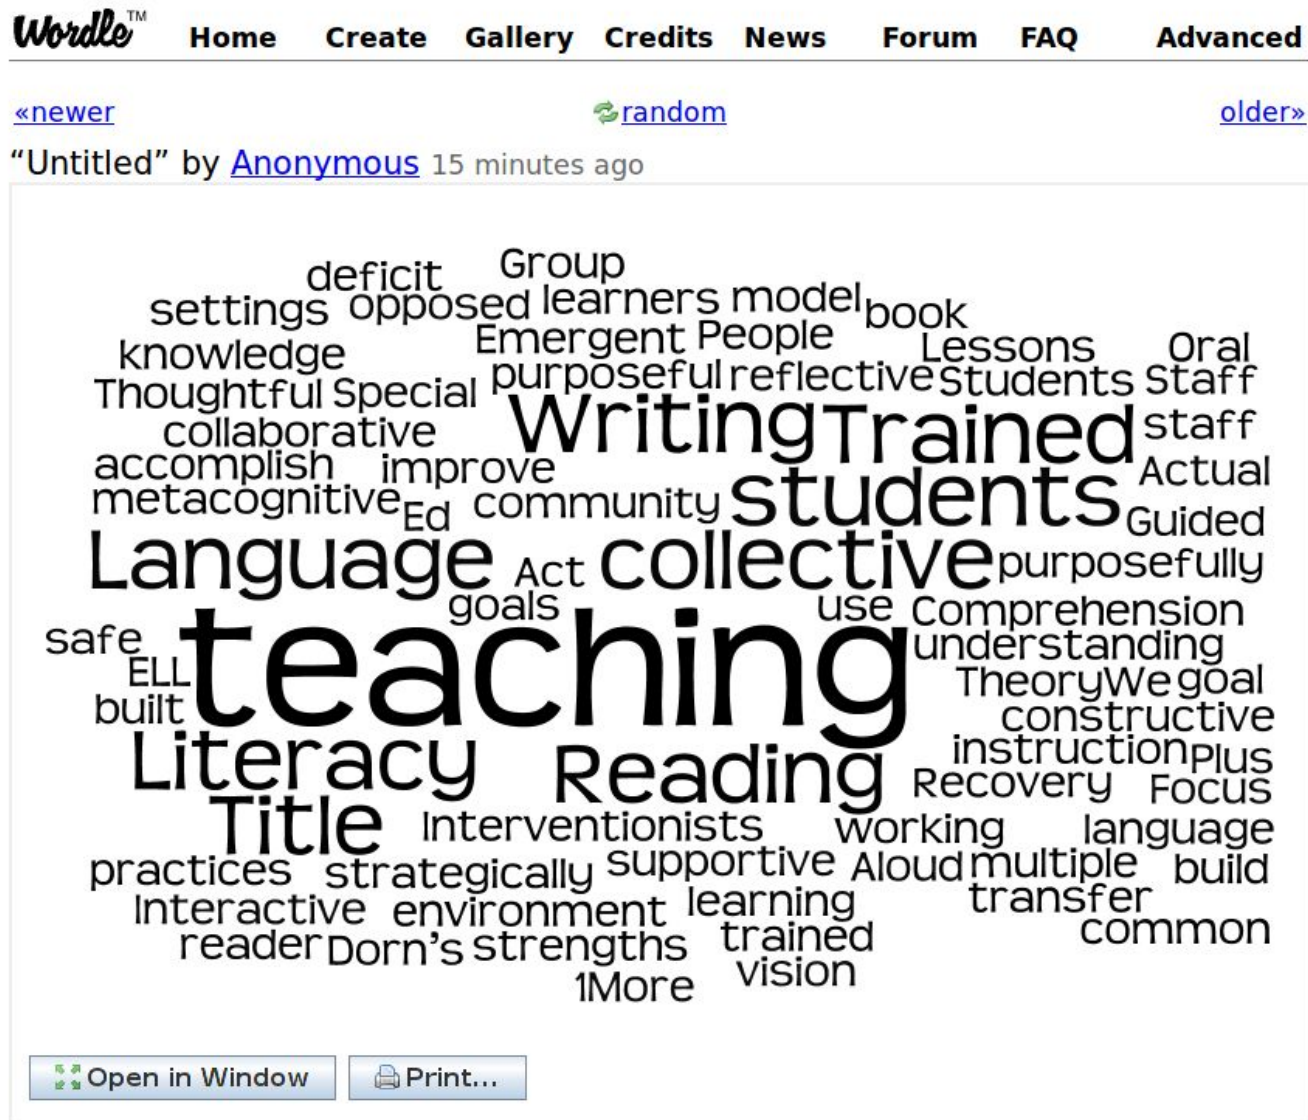 Wordle™ Home Create Gallery Credits News Forum FAQ Advanced
«newer random older»
“Untitled” by Anonymous 15 minutes ago
deficit Group
settings opposed learners model book
knowledge Emergent People Lessons Oral
Thoughtful Special purposeful reflective Students Staff
collaborative Writing Trained staff
accomplish improve students Actual
metacognitive Ed community Guided
Language Act collective purposefully
goals use Comprehension
safe teaching understanding
ELL Theory We goal
built constructive
Literacy Reading instruction Plus
Recovery Focus
Title Interventionists working language
practices strategically supportive Aloud multiple build
Interactive environment learning transfer
reader Dorn’s strengths trained common
1More vision
Open in Window Print...